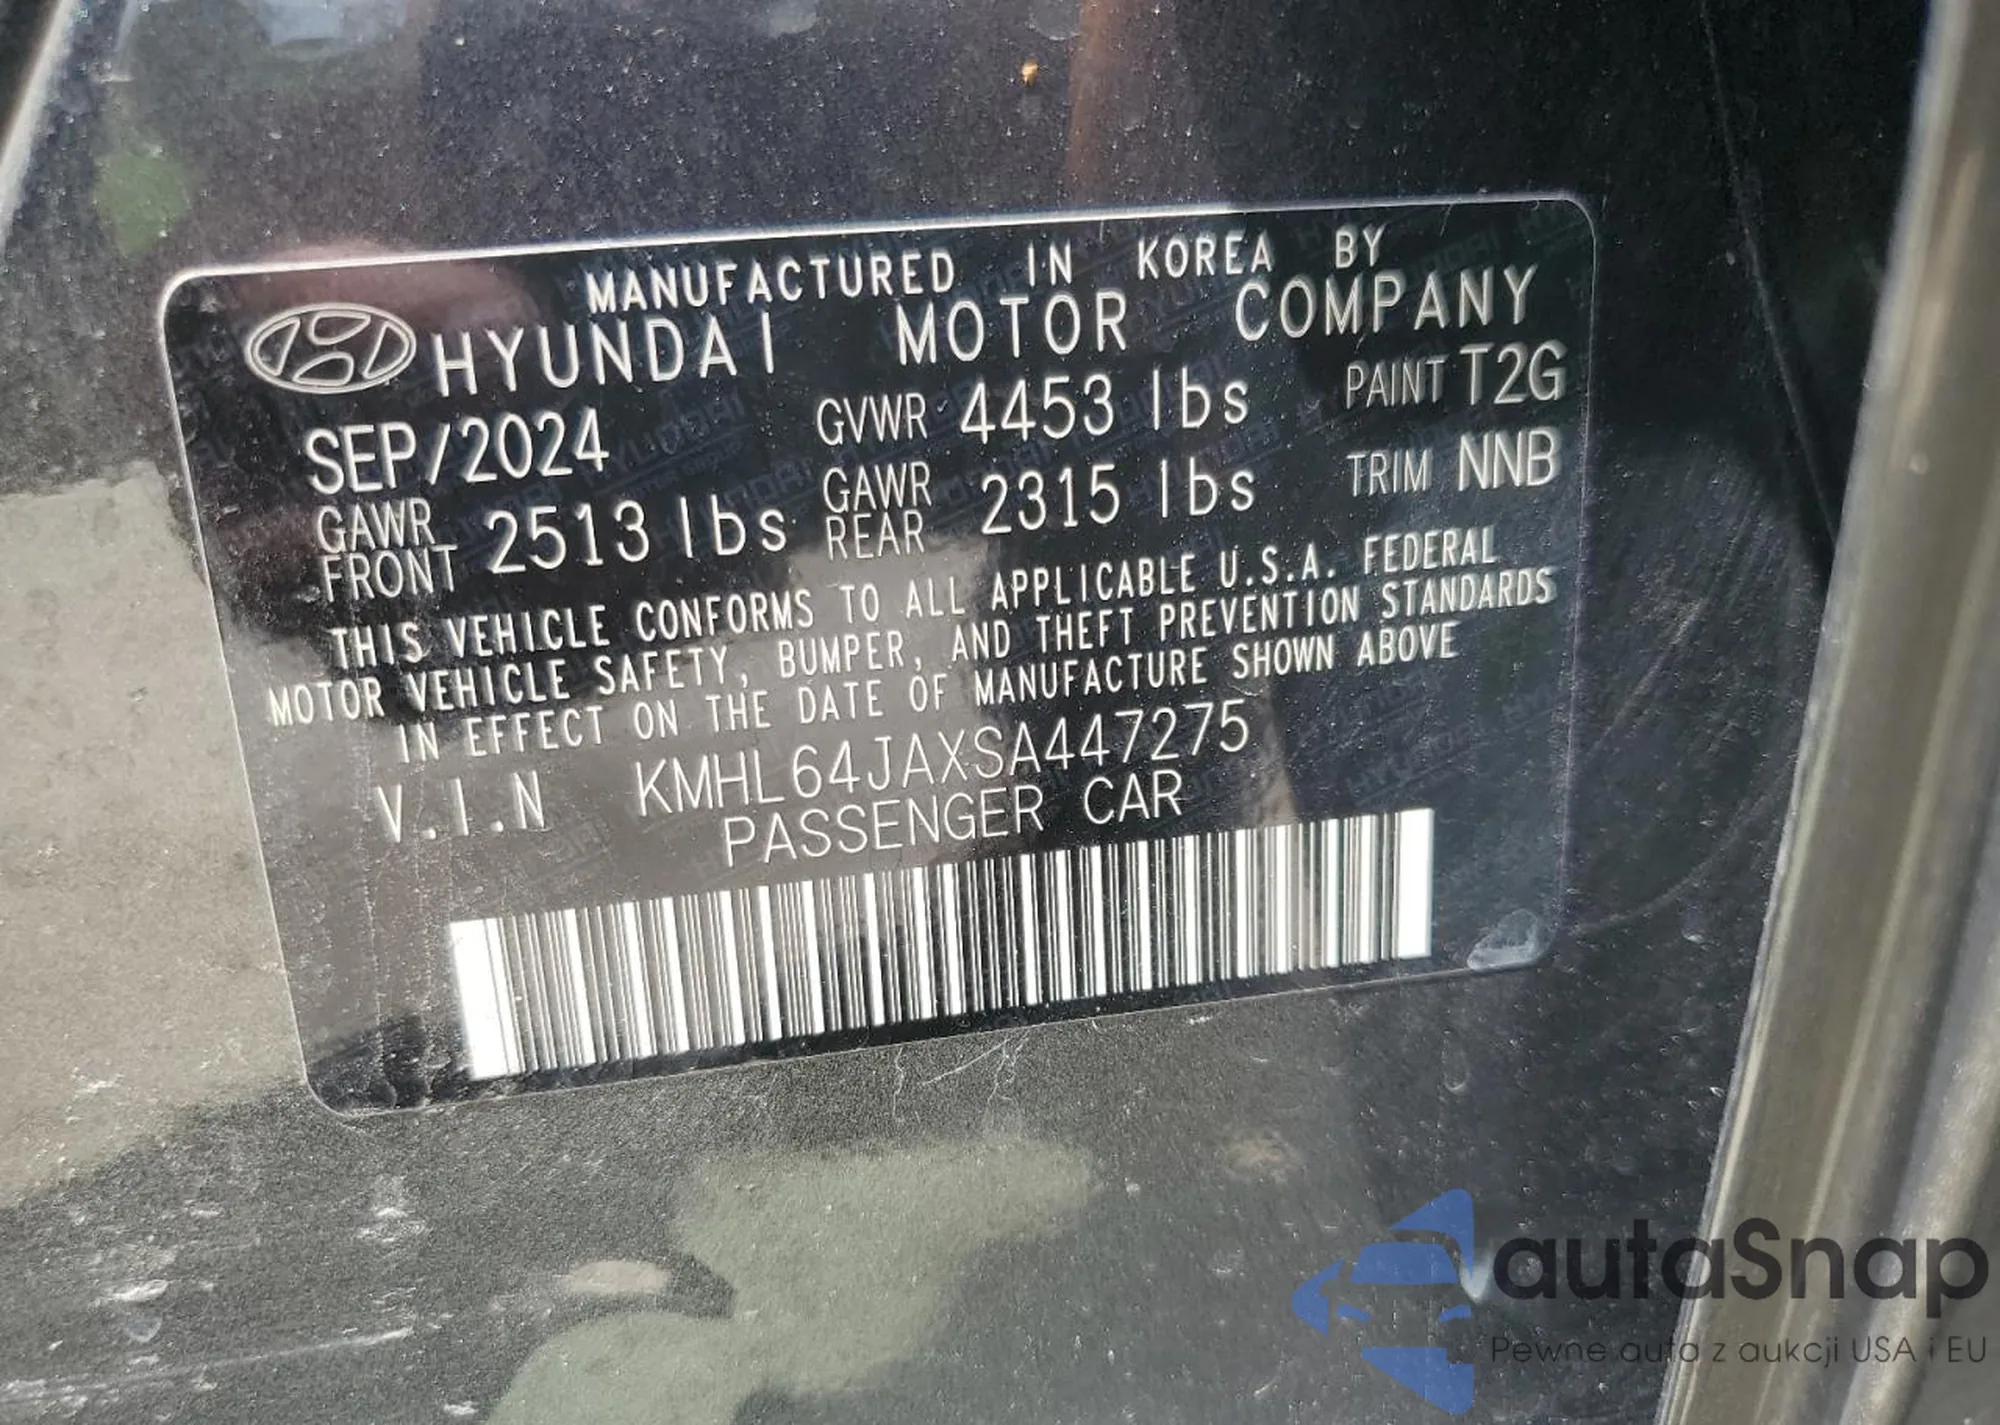 MANUFACTURED IN KOREA BY
HYUNDAI MOTOR COMPANY
SEP/2024 GVWR 4453 lbs PAINT T2G
GAWR FRONT 2513 lbs GAWR REAR 2315 lbs TRIM NNB
THIS VEHICLE CONFORMS TO ALL APPLICABLE U.S.A. FEDERAL
MOTOR VEHICLE SAFETY, BUMPER, AND THEFT PREVENTION STANDARDS
IN EFFECT ON THE DATE OF MANUFACTURE SHOWN ABOVE
V.I.N KMHL64JAXSA447275
PASSENGER CAR
autaSnap
Pewne auta z aukcji USA i EU